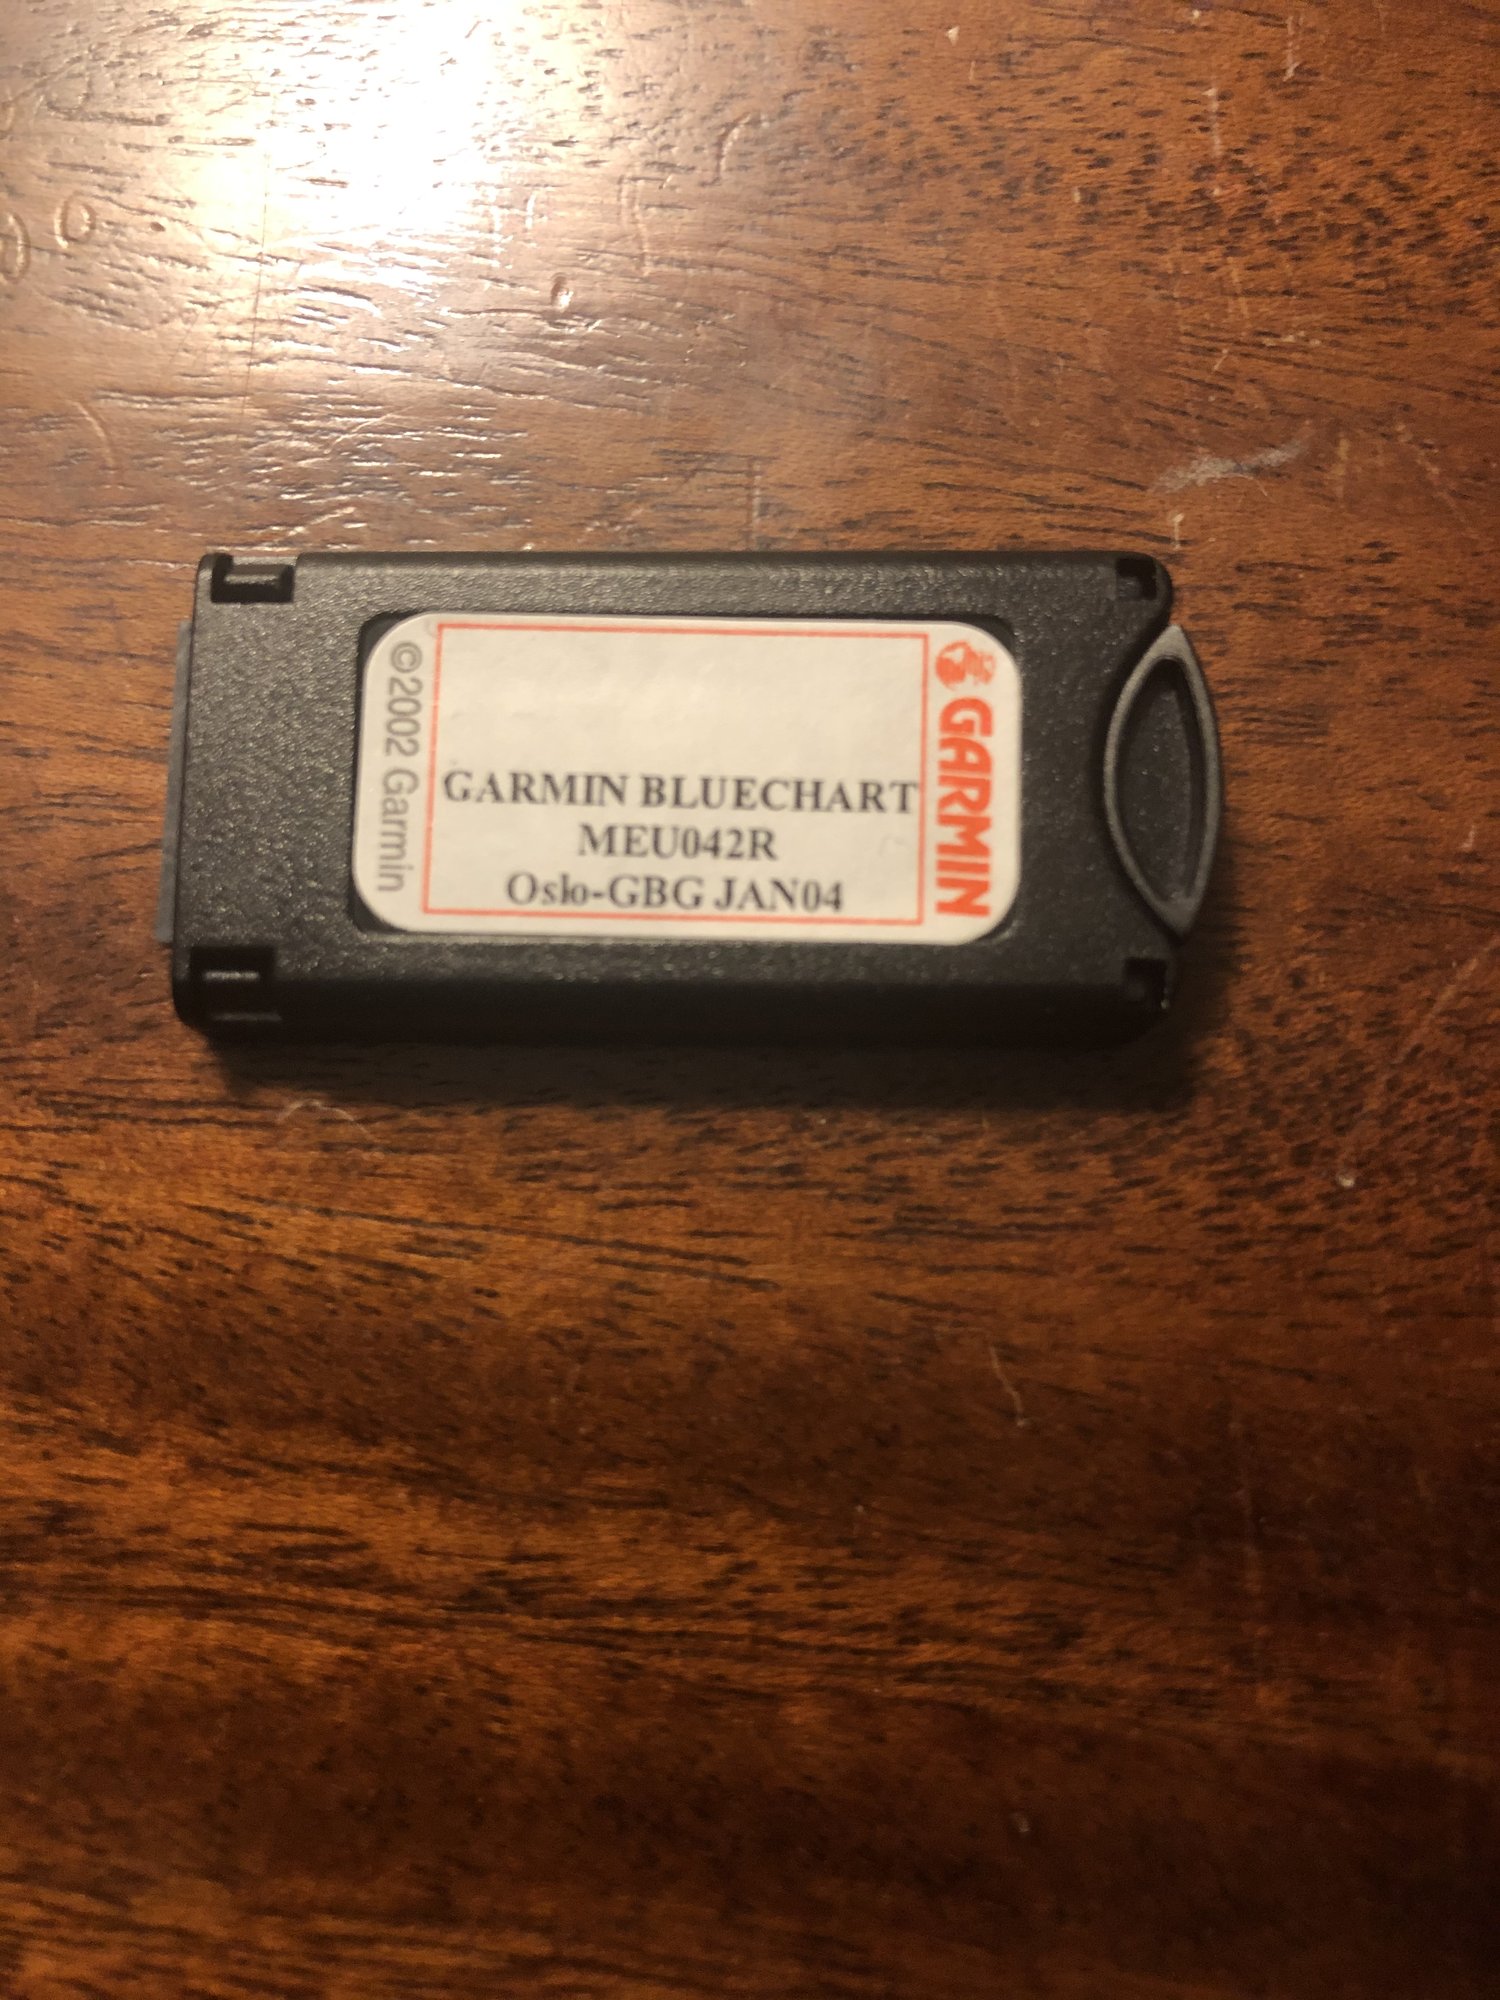 ©2002 Garmin
GARMIN BLUECHART
MEU042R
Oslo-GBG JAN04
GARMIN